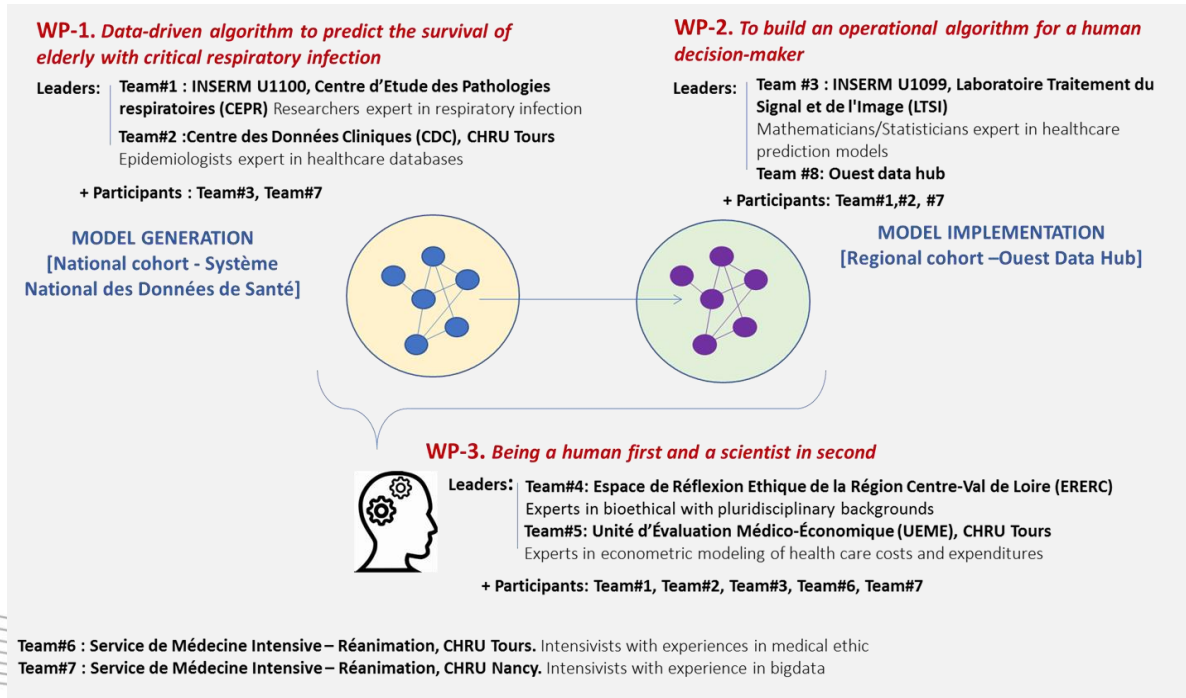 WP-1. Data-driven algorithm to predict the survival of
elderly with critical respiratory infection
Leaders:
Team#1 : INSERM U1100, Centre d'Etude des Pathologies
respiratoires (CEPR) Researchers expert in respiratory infection
Team#2 :Centre des Données Cliniques (CDC), CHRU Tours
Epidemiologists expert in healthcare databases
+ Participants : Team#3, Team#7
WP-2. To build an operational algorithm for a human
decision-maker
Leaders:
Team #3 : INSERM U1099, Laboratoire Traitement du
Signal et de l'Image (LTSI)
Mathematicians/Statisticians expert in healthcare
prediction models
Team #8: Ouest data hub
+ Participants: Team#1,#2, #7
MODEL GENERATION
[National cohort - Système
National des Données de Santé]
MODEL IMPLEMENTATION
[Regional cohort –Ouest Data Hub]
WP-3. Being a human first and a scientist in second
Leaders:
Team#4: Espace de Réflexion Ethique de la Région Centre-Val de Loire (ERERC)
Experts in bioethical with pluridisciplinary backgrounds
Team#5: Unité d'Évaluation Médico-Économique (UEME), CHRU Tours
Experts in econometric modeling of health care costs and expenditures
+ Participants: Team#1, Team#2, Team#3, Team#6, Team#7
Team#6 : Service de Médecine Intensive – Réanimation, CHRU Tours. Intensivists with experiences in medical ethic
Team#7 : Service de Médecine Intensive – Réanimation, CHRU Nancy. Intensivists with experience in bigdata